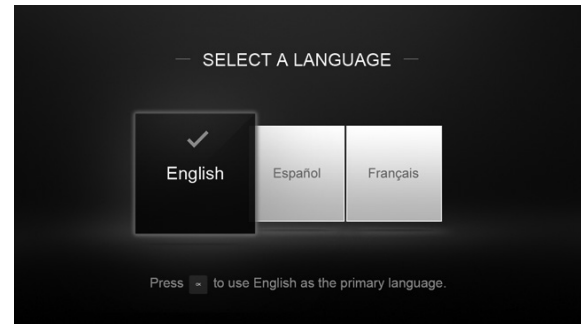 SELECT A LANGUAGE
English
Español
Français
Press to use English as the primary language.